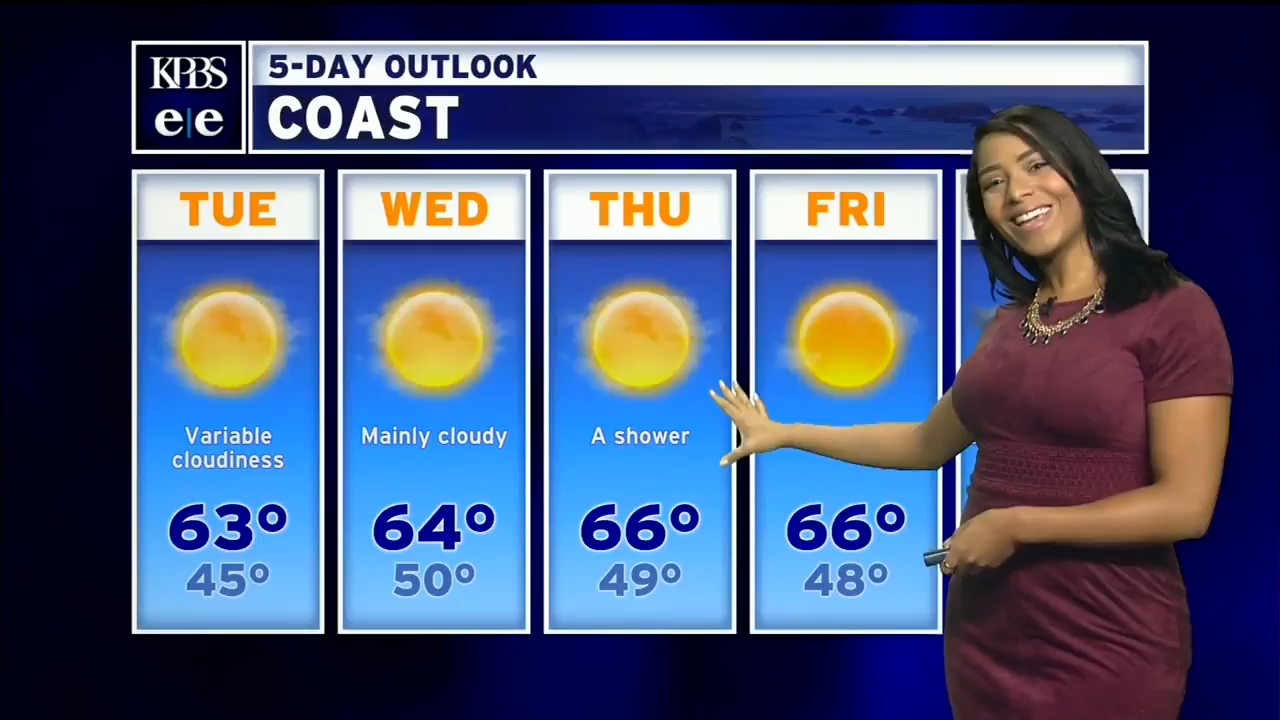 KPBS
e|e
5-DAY OUTLOOK
COAST
TUE
Variable
cloudiness
63°
45°
WED
Mainly cloudy
64°
50°
THU
A shower
66°
49°
FRI
66°
48°